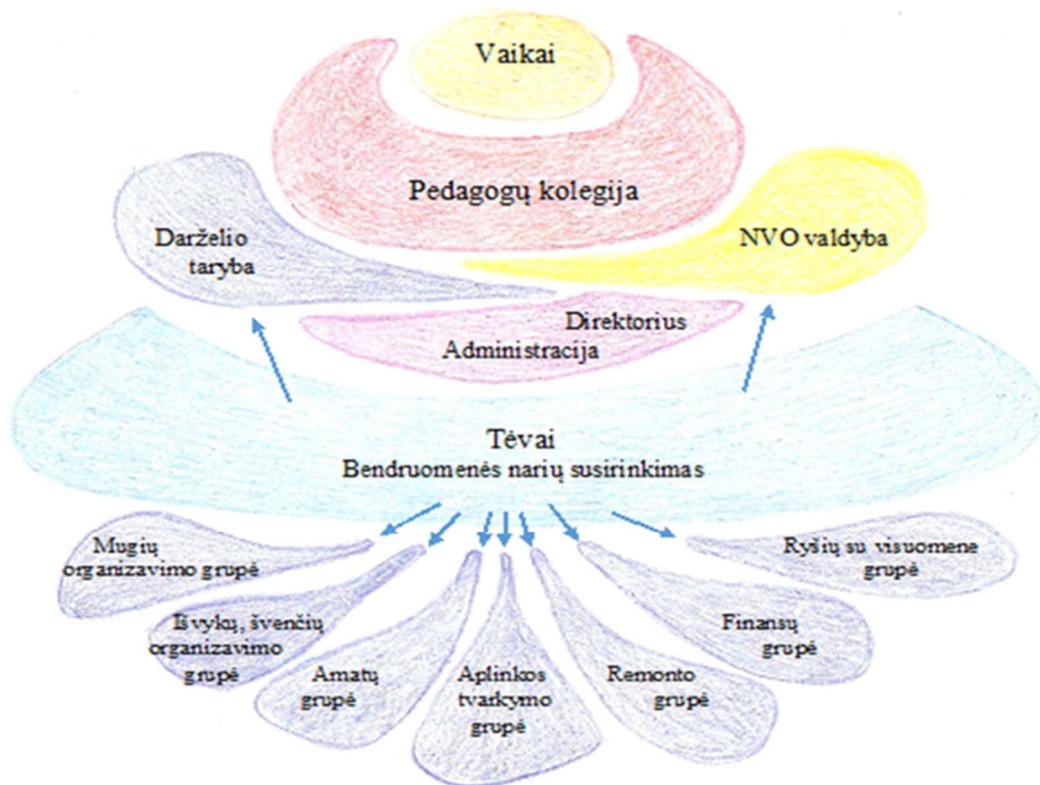 Vaikai
Pedagogų kolegija
Darželio
taryba
NVO valdyba
Direktorius
Administracija
Tėvai
Bendruomenės narių susirinkimas
Mugių
organizavimo grupė
Išvykų, švenčių
organizavimo
grupė
Amatų
grupė
Aplinkos
tvarkymo
grupė
Remonto
grupė
Finansų
grupė
Ryšių su visuomene
grupė